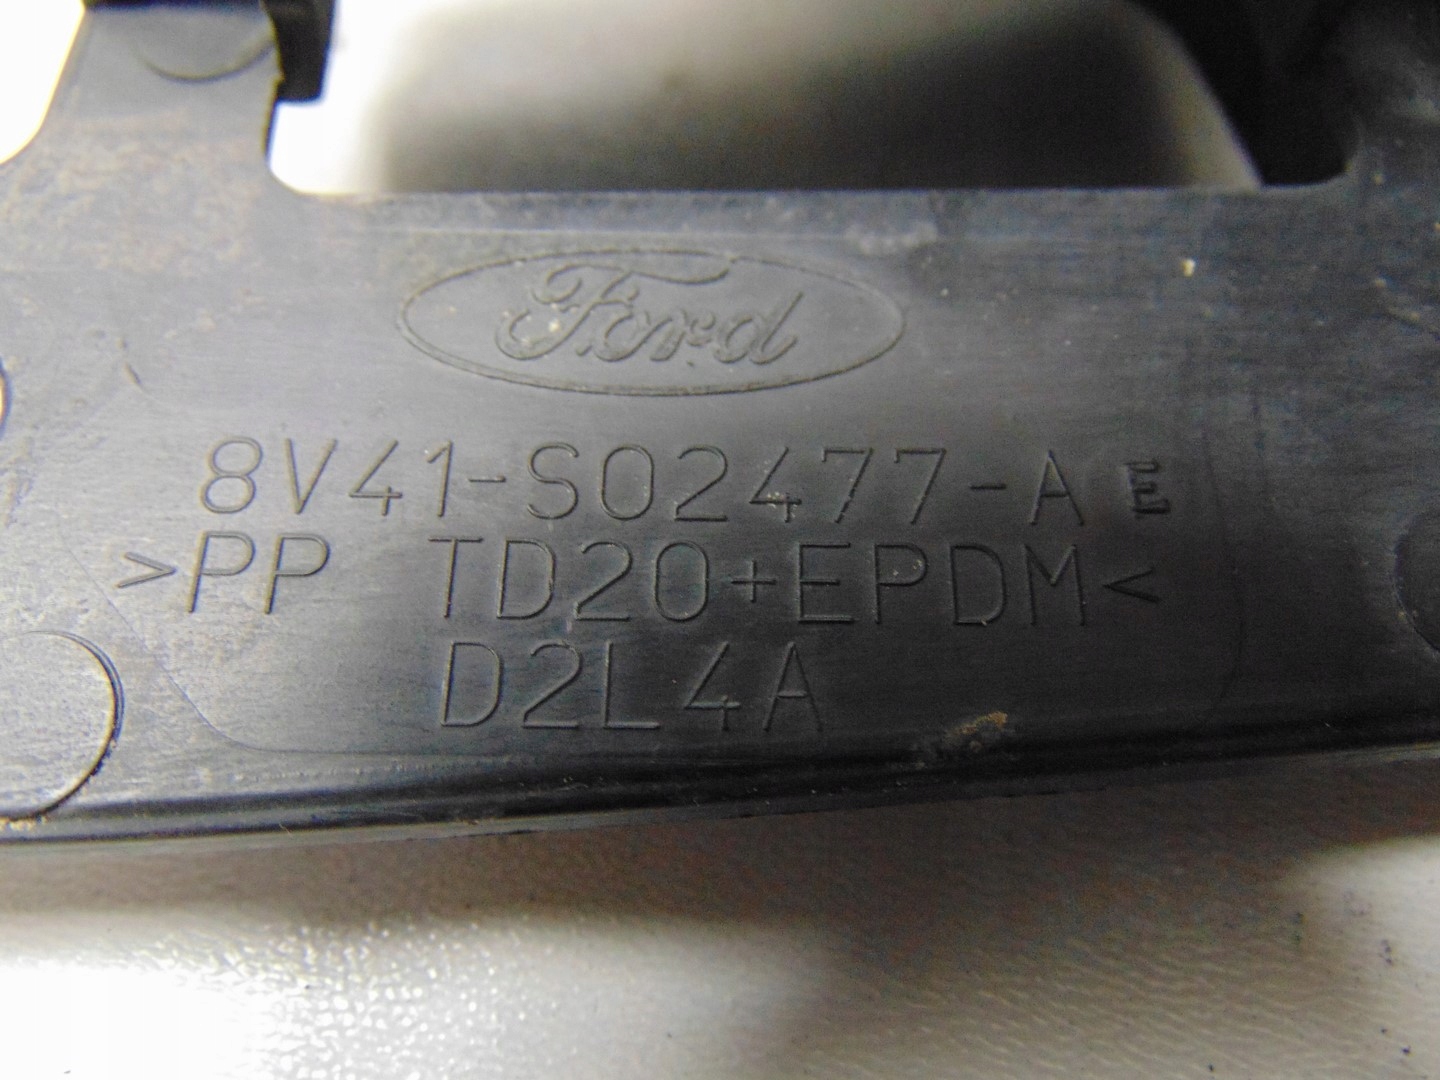 Ford
8V41-S02477-A E
>PP TD20+EPDM<
D2L4A